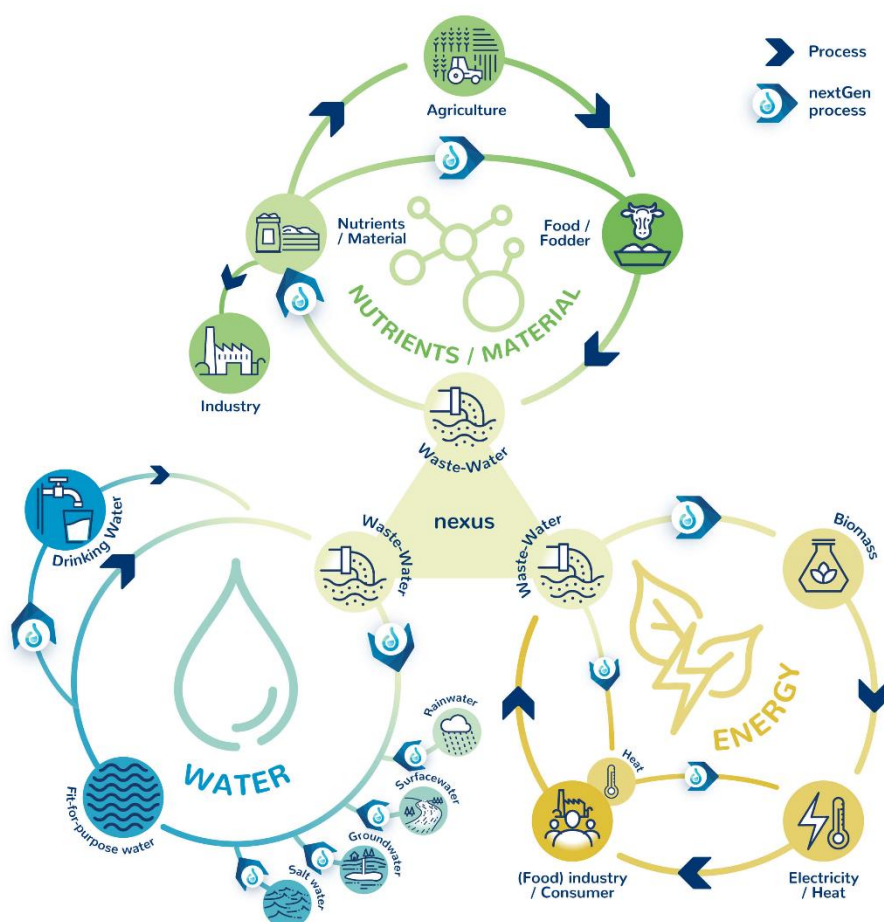 Process
nextGen
process
Agriculture
Nutrients
/ Material
Food /
Fodder
NUTRIENTS / MATERIAL
Industry
Waste-Water
nexus
Waste-Water
Waste-Water
Drinking Water
WATER
Fit-for-purpose water
Rainwater
Surfacewater
Groundwater
Salt water
Biomass
ENERGY
Heat
(Food) industry
/ Consumer
Electricity
/ Heat